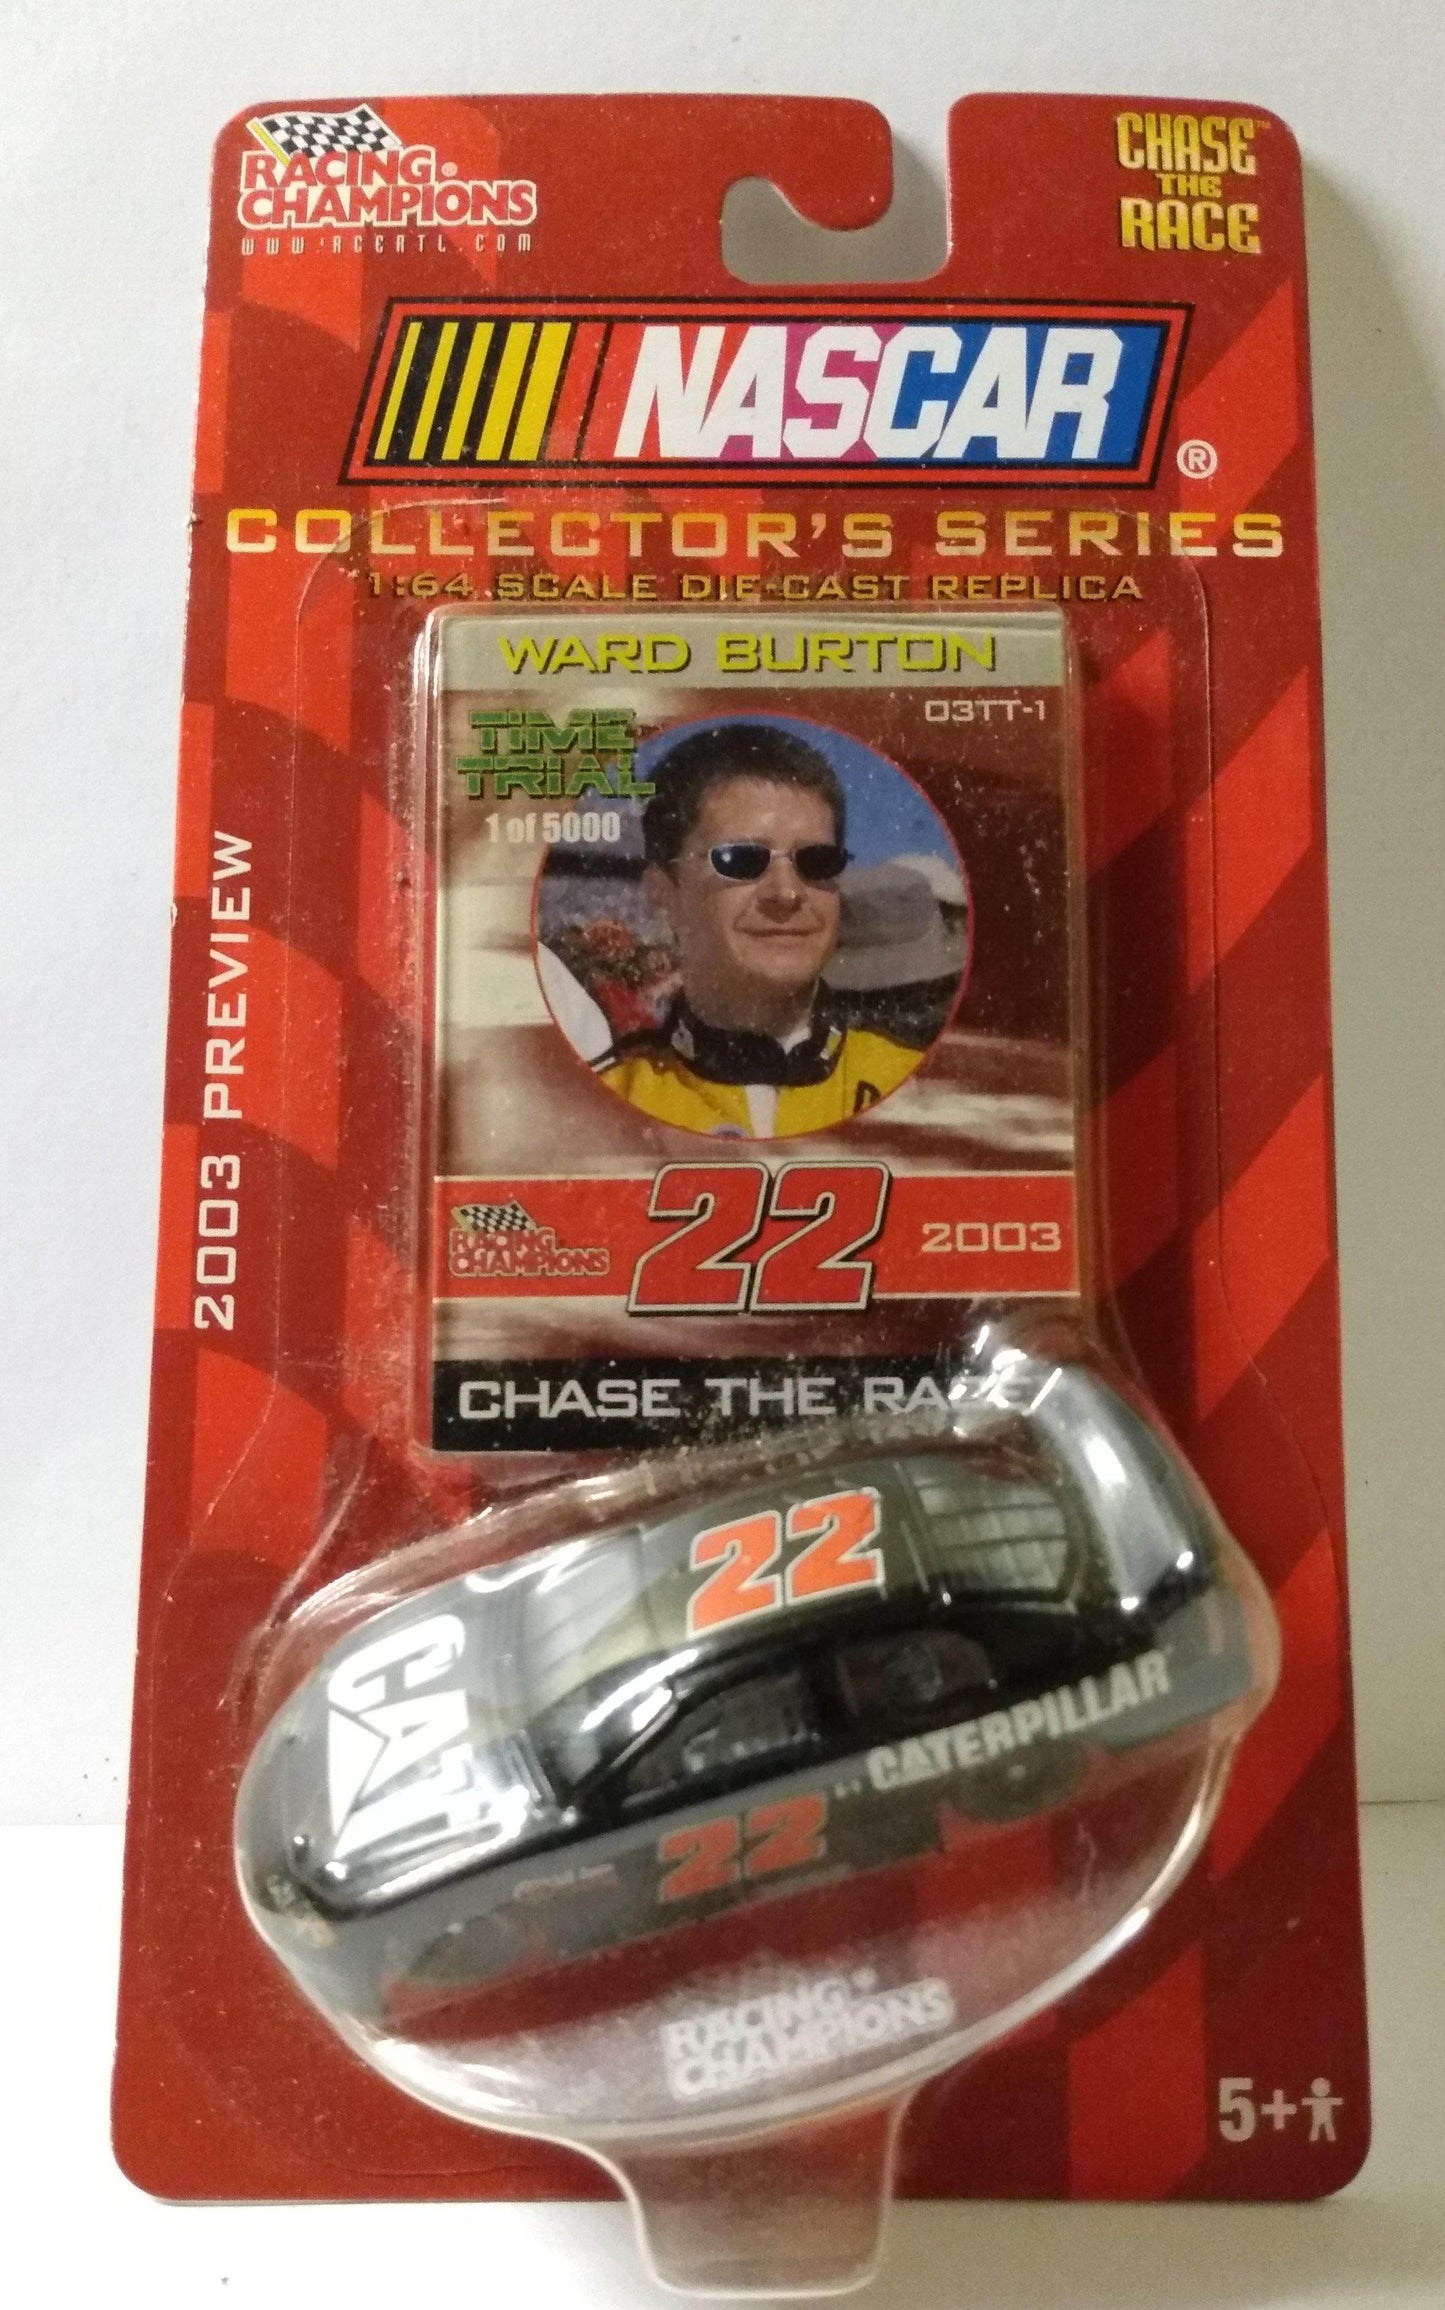 RACING
CHAMPIONS®
WWW.RCERTL.COM
CHASE™
THE
RACE
NASCAR®
COLLECTOR'S SERIES
1:64 SCALE DIE-CAST REPLICA
WARD BURTON
03TT-1
TIME
TRIAL
1 of 5000
2003 PREVIEW
RACING
CHAMPIONS
22
2003
CHASE THE RACE
22
CAT
CATERPILLAR
22
RACING®
CHAMPIONS
5+